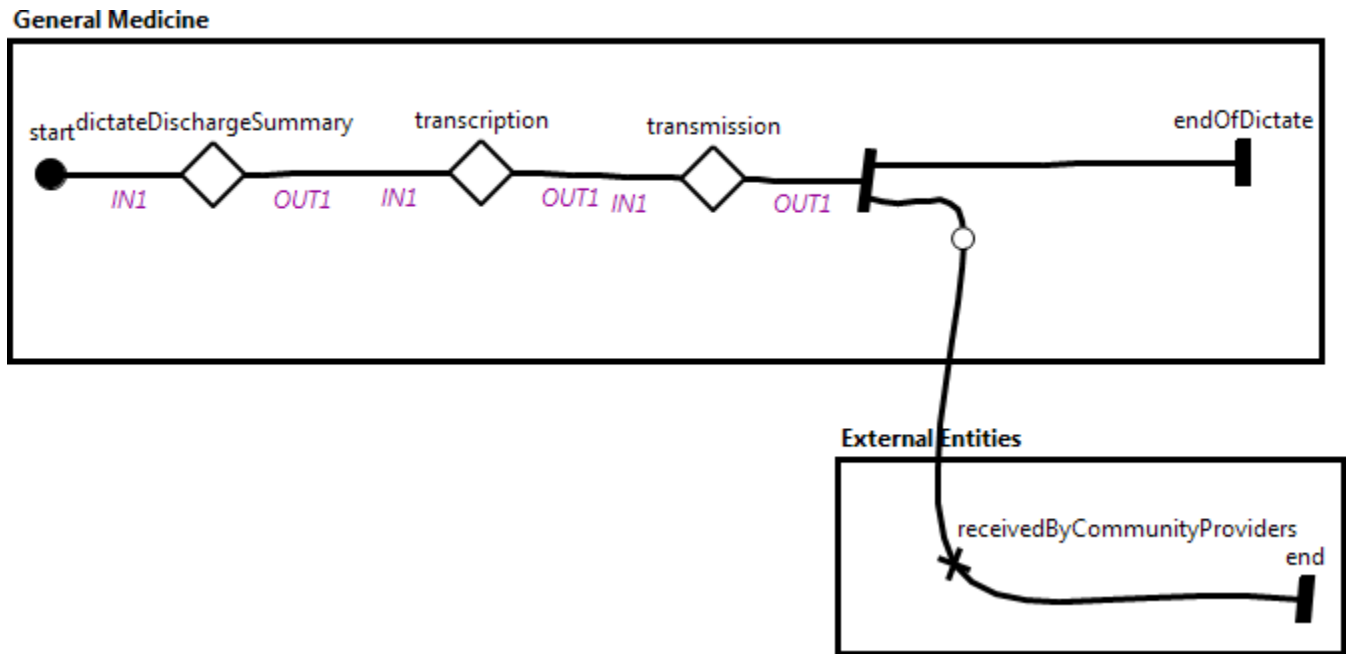 General Medicine
start
dictateDischargeSummary
transcription
transmission
endOfDictate
IN1
OUT1
IN1
OUT1
IN1
OUT1
External Entities
receivedByCommunityProviders
end